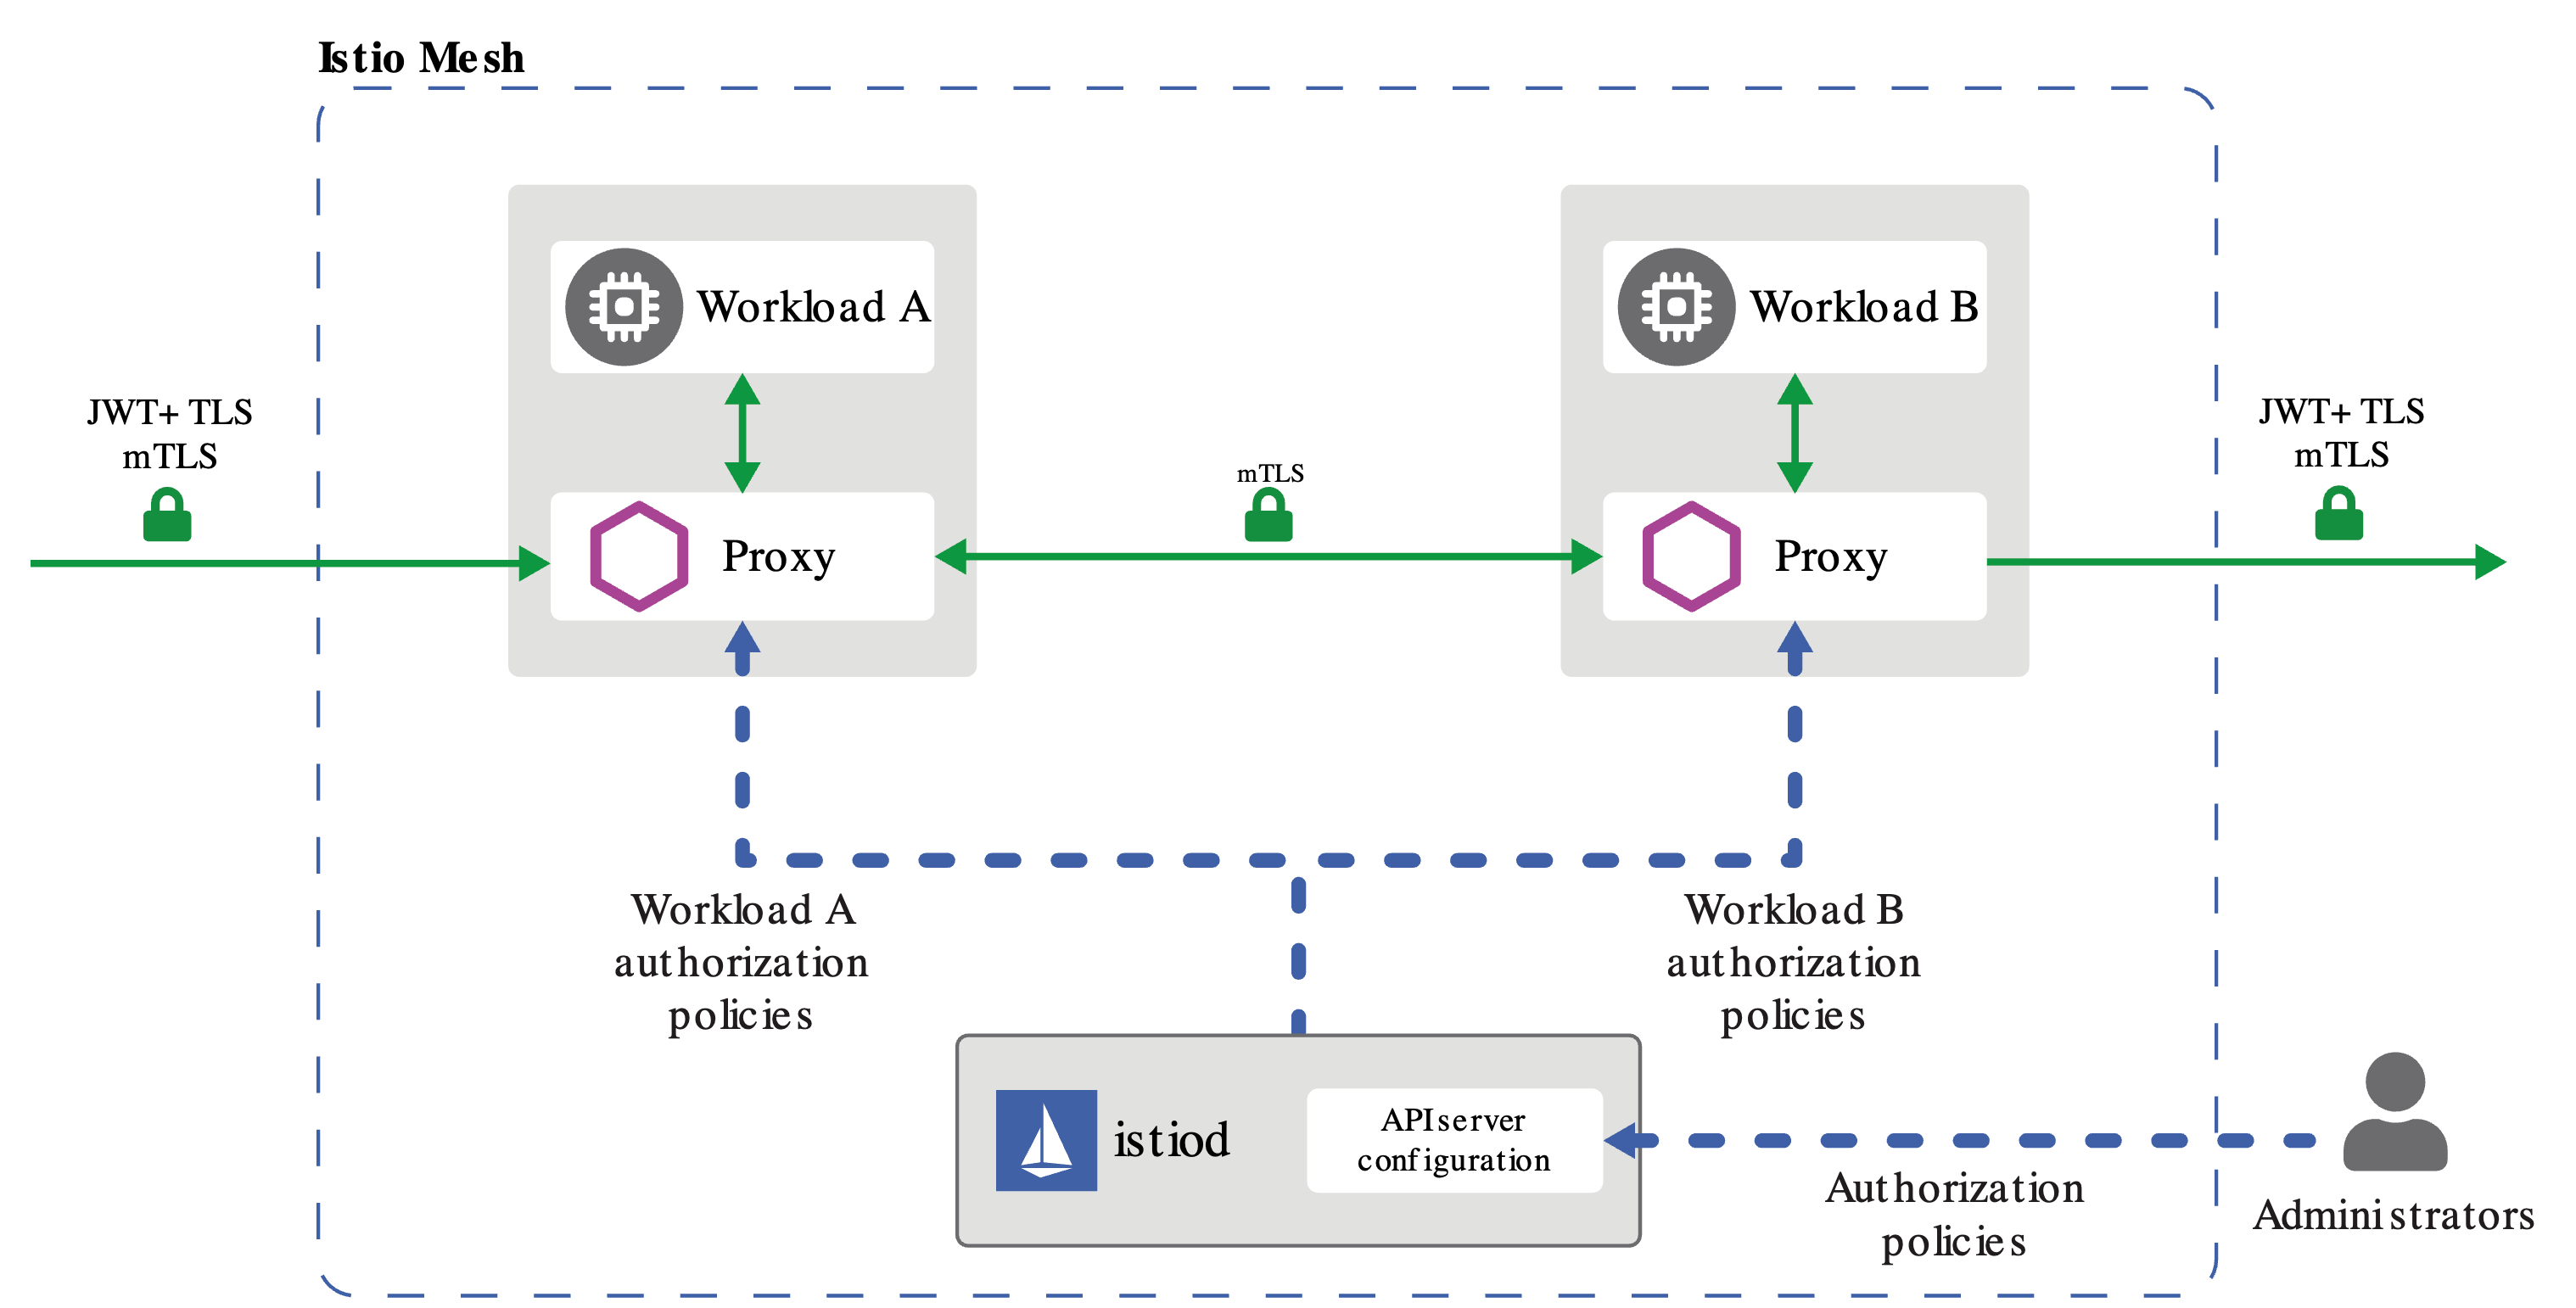 Istio Mesh
Workload A
Workload B
JWT+ TLS
mTLS
mTLS
JWT+ TLS
mTLS
Proxy
Proxy
Workload A
authorization
policies
Workload B
authorization
policies
istiod
API server
configuration
Authorization
policies
Administrators